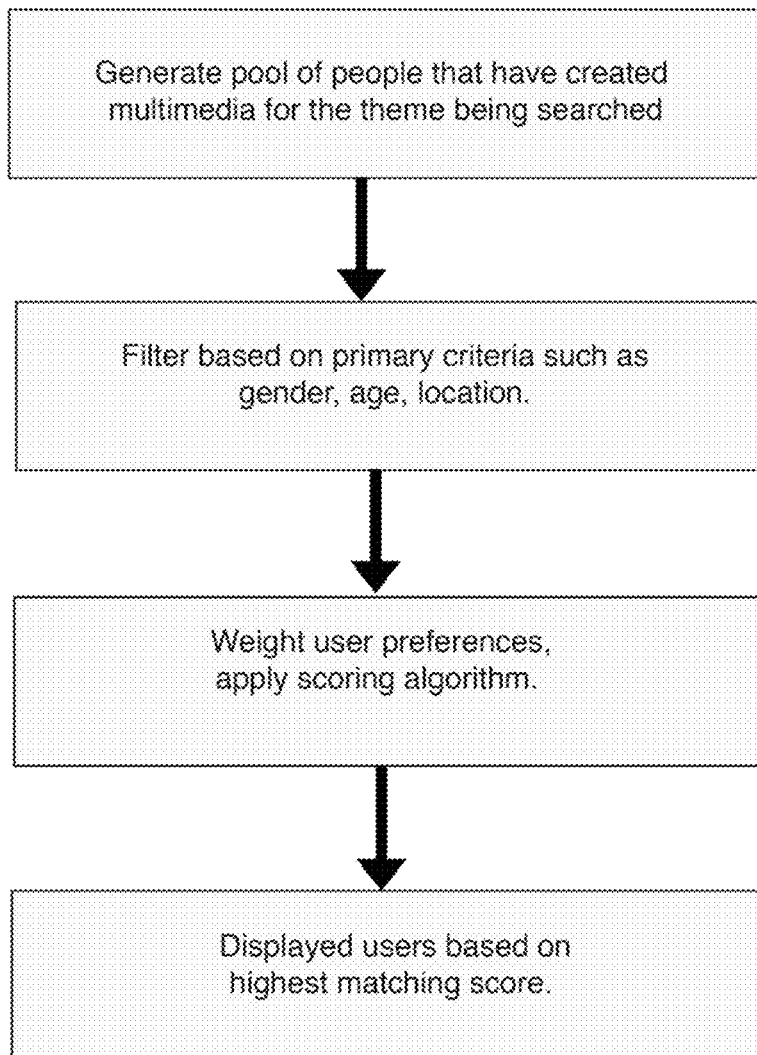 Generate pool of people that have created
multimedia for the theme being searched
Filter based on primary criteria such as
gender, age, location.
Weight user preferences,
apply scoring algorithm.
Displayed users based on
highest matching score.